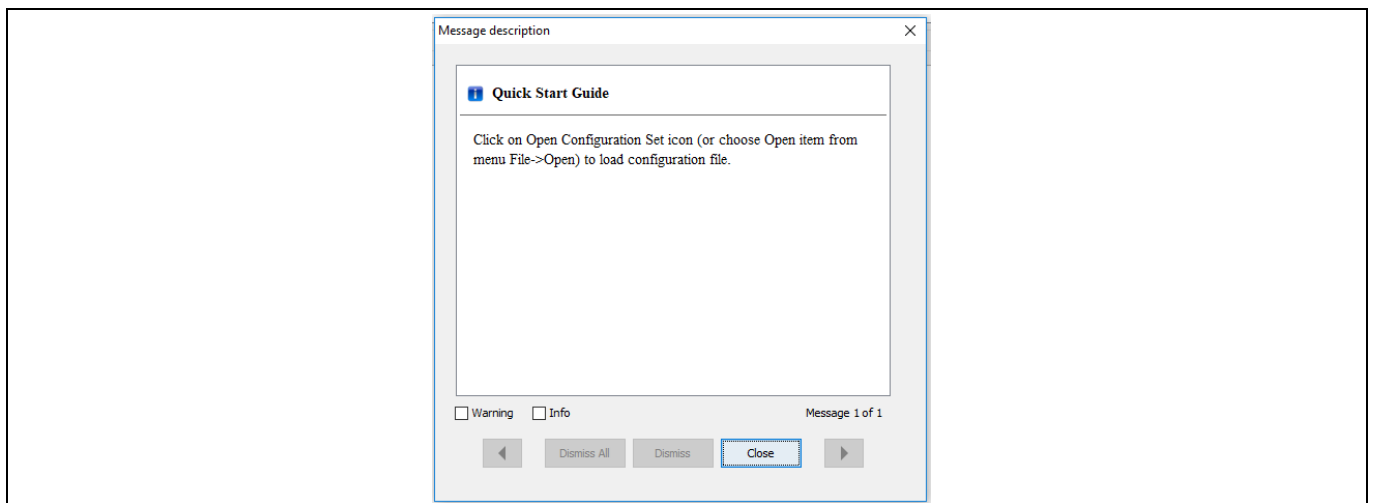 Message description
Quick Start Guide
Click on Open Configuration Set icon (or choose Open item from
menu File->Open) to load configuration file.
Warning Info Message 1 of 1
Dismiss All Dismiss Close